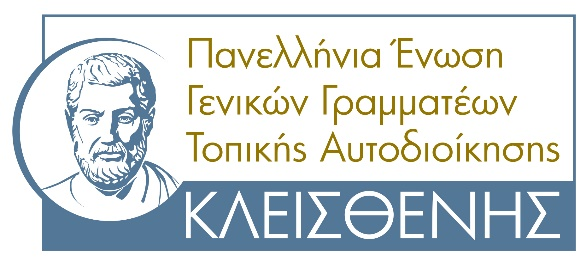 Πανελλήνια Ένωση
Γενικών Γραμματέων
Τοπικής Αυτοδιοίκησης
ΚΛΕΙΣΘΕΝΗΣ